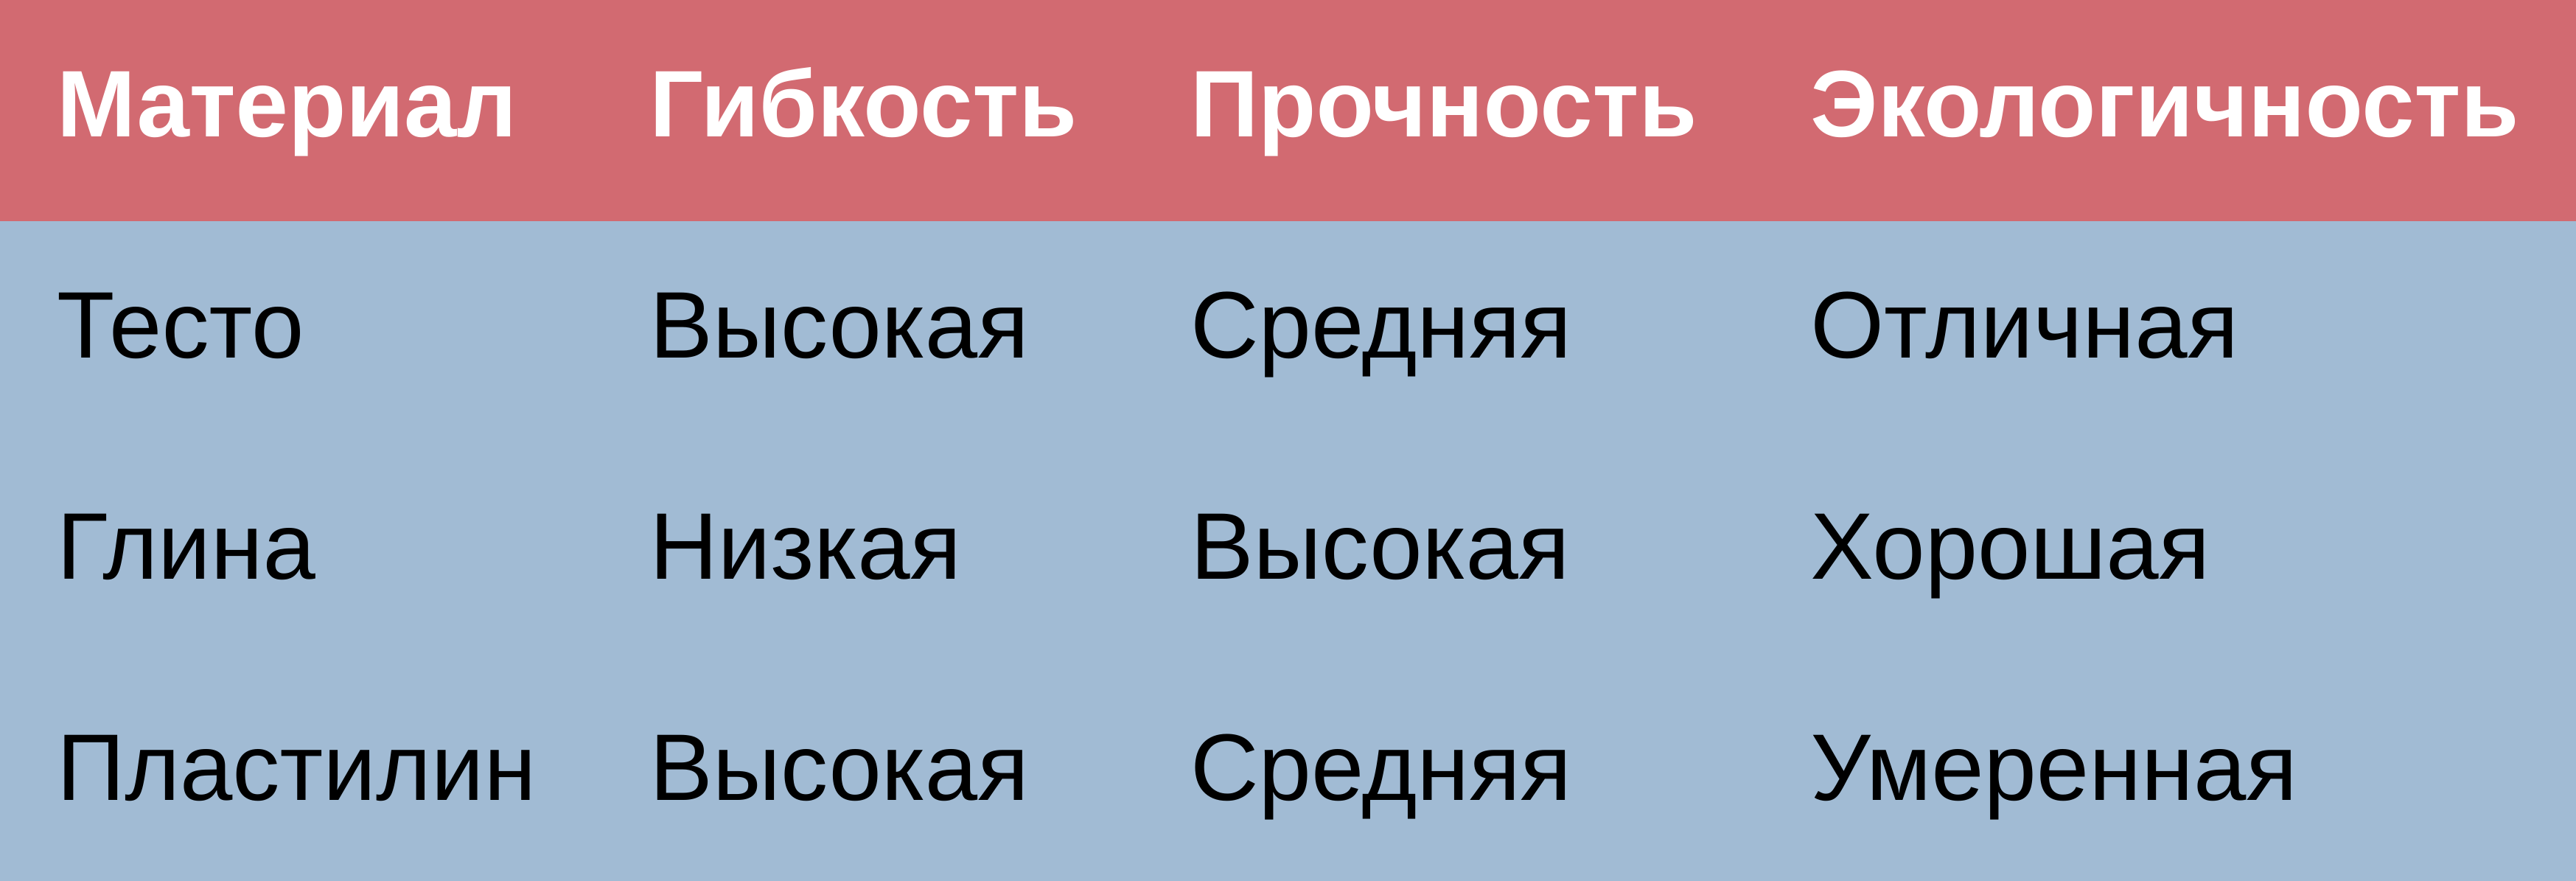 Материал Гибкость Прочность Экологичность
Тесто Высокая Средняя Отличная
Глина Низкая Высокая Хорошая
Пластилин Высокая Средняя Умеренная